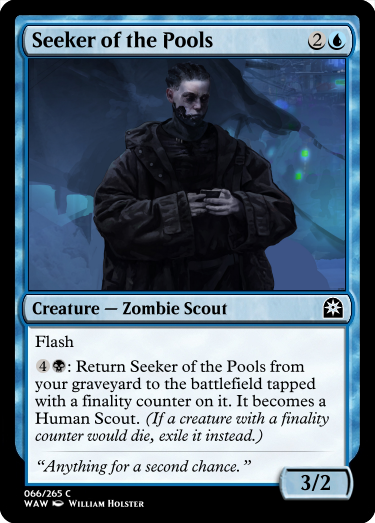 Seeker of the Pools 2
Creature — Zombie Scout
Flash
4: Return Seeker of the Pools from
your graveyard to the battlefield tapped
with a finality counter on it. It becomes a
Human Scout. (If a creature with a finality
counter would die, exile it instead.)
“Anything for a second chance.”
3/2
066/265 C
WAW William Holster